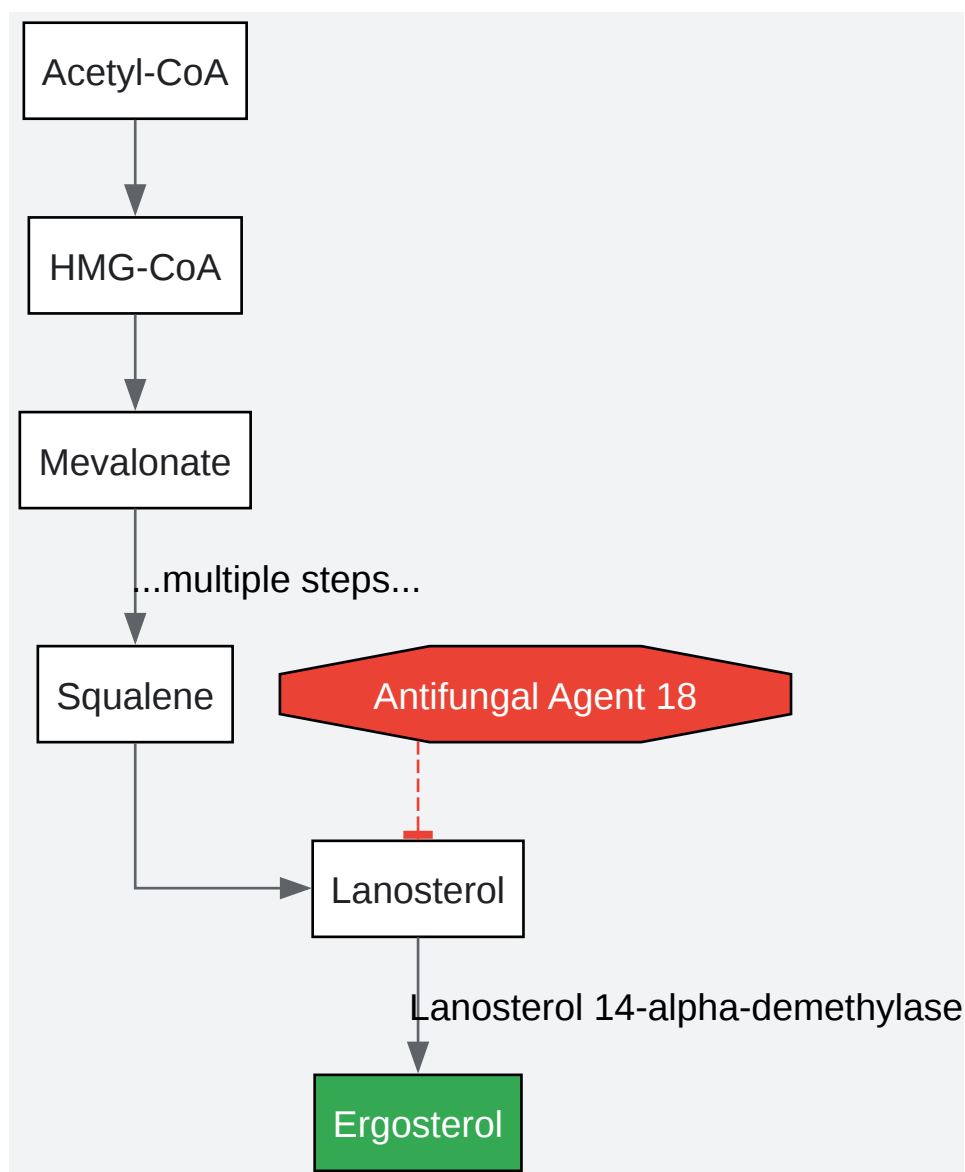 Acetyl-CoA
HMG-CoA
Mevalonate
...multiple steps...
Squalene
Antifungal Agent 18
Lanosterol
Lanosterol 14-alpha-demethylase
Ergosterol